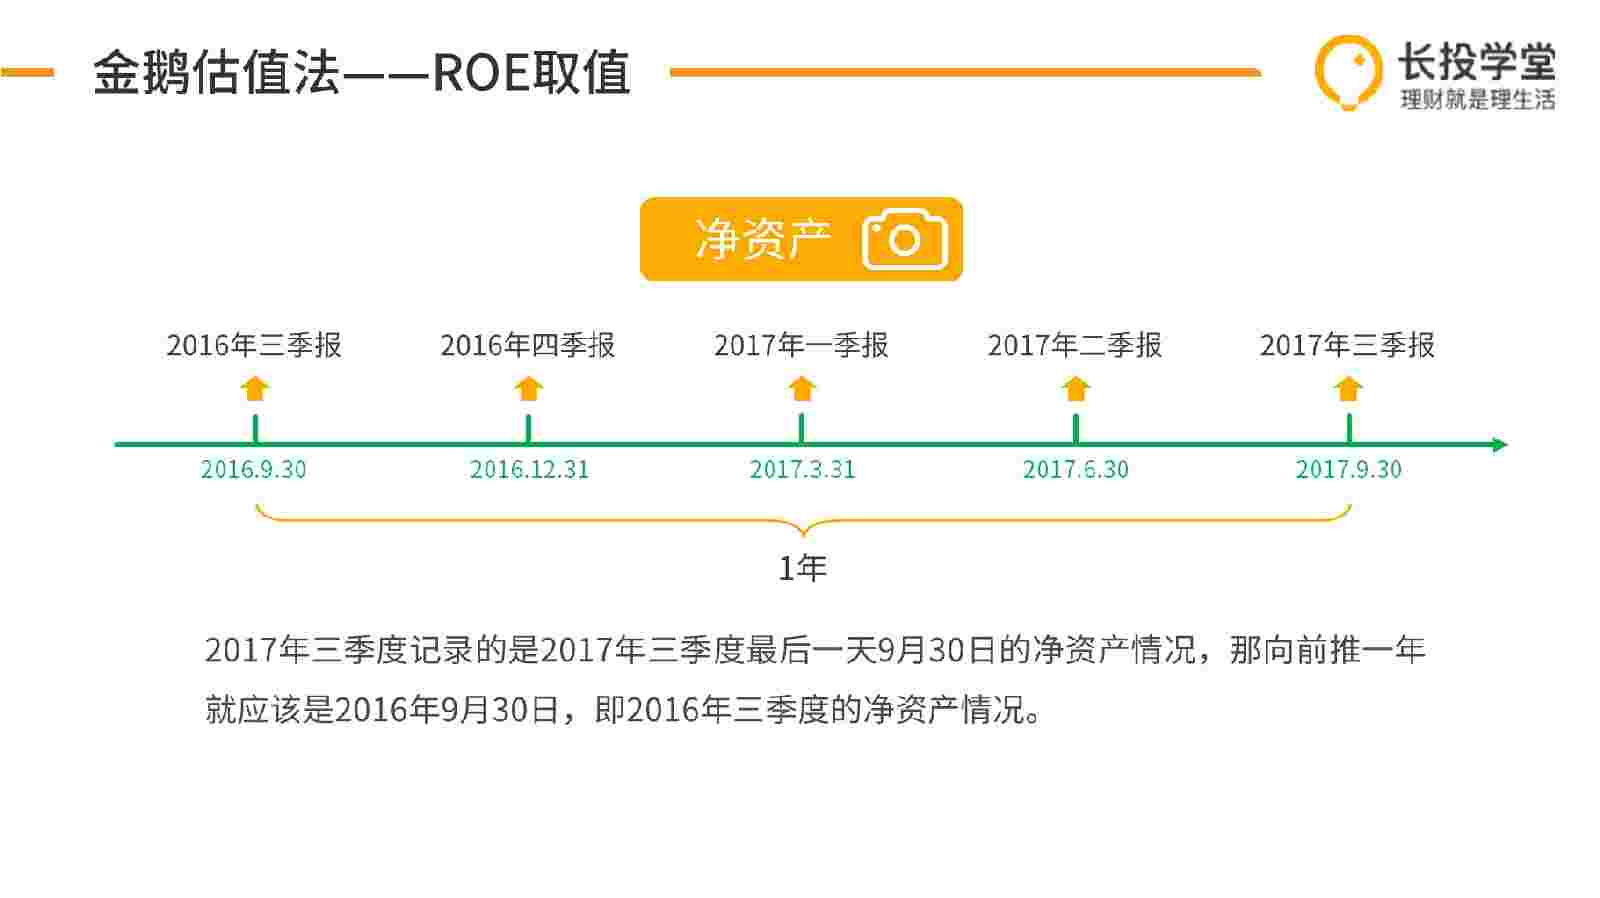 金鹅估值法——ROE取值
长投学堂
理财就是理生活
净资产
2016年三季报
2016年四季报
2017年一季报
2017年二季报
2017年三季报
2016.9.30
2016.12.31
2017.3.31
2017.6.30
2017.9.30
1年
2017年三季度记录的是2017年三季度最后一天9月30日的净资产情况，那向前推一年
就应该是2016年9月30日，即2016年三季度的净资产情况。